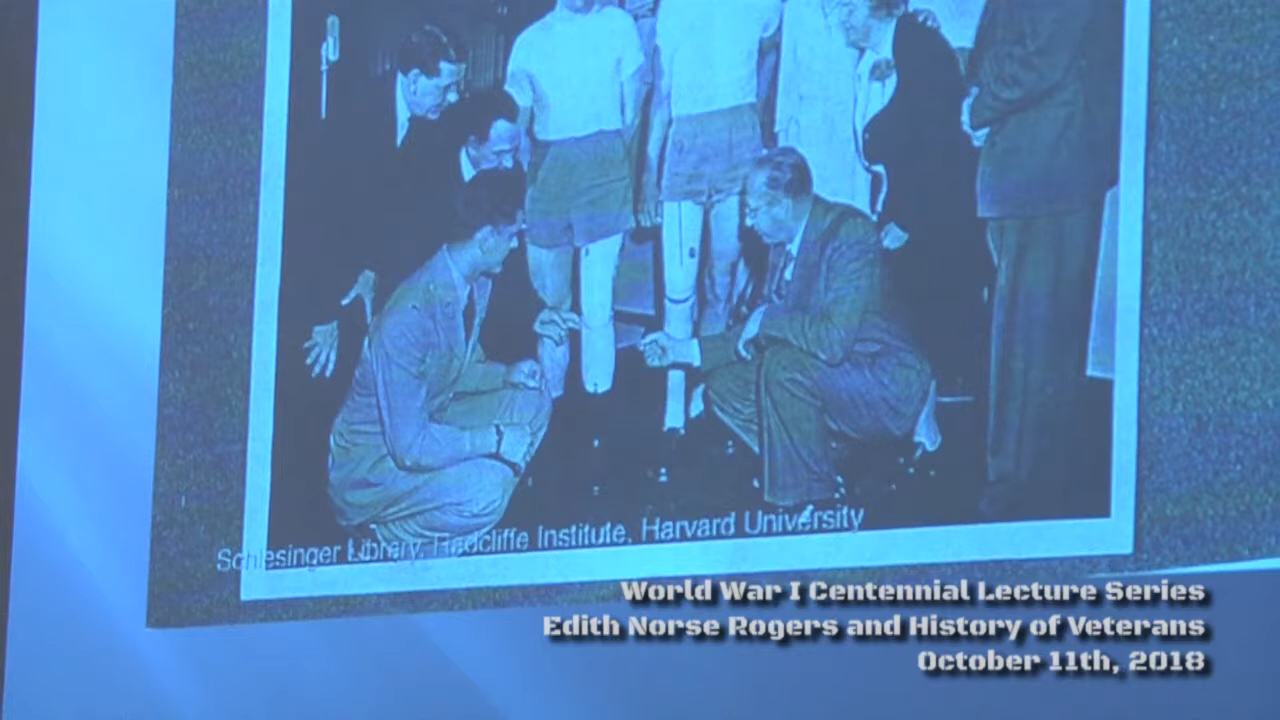 Schlesinger Library, Radcliffe Institute, Harvard University
World War I Centennial Lecture Series
Edith Norse Rogers and History of Veterans
October 11th, 2018